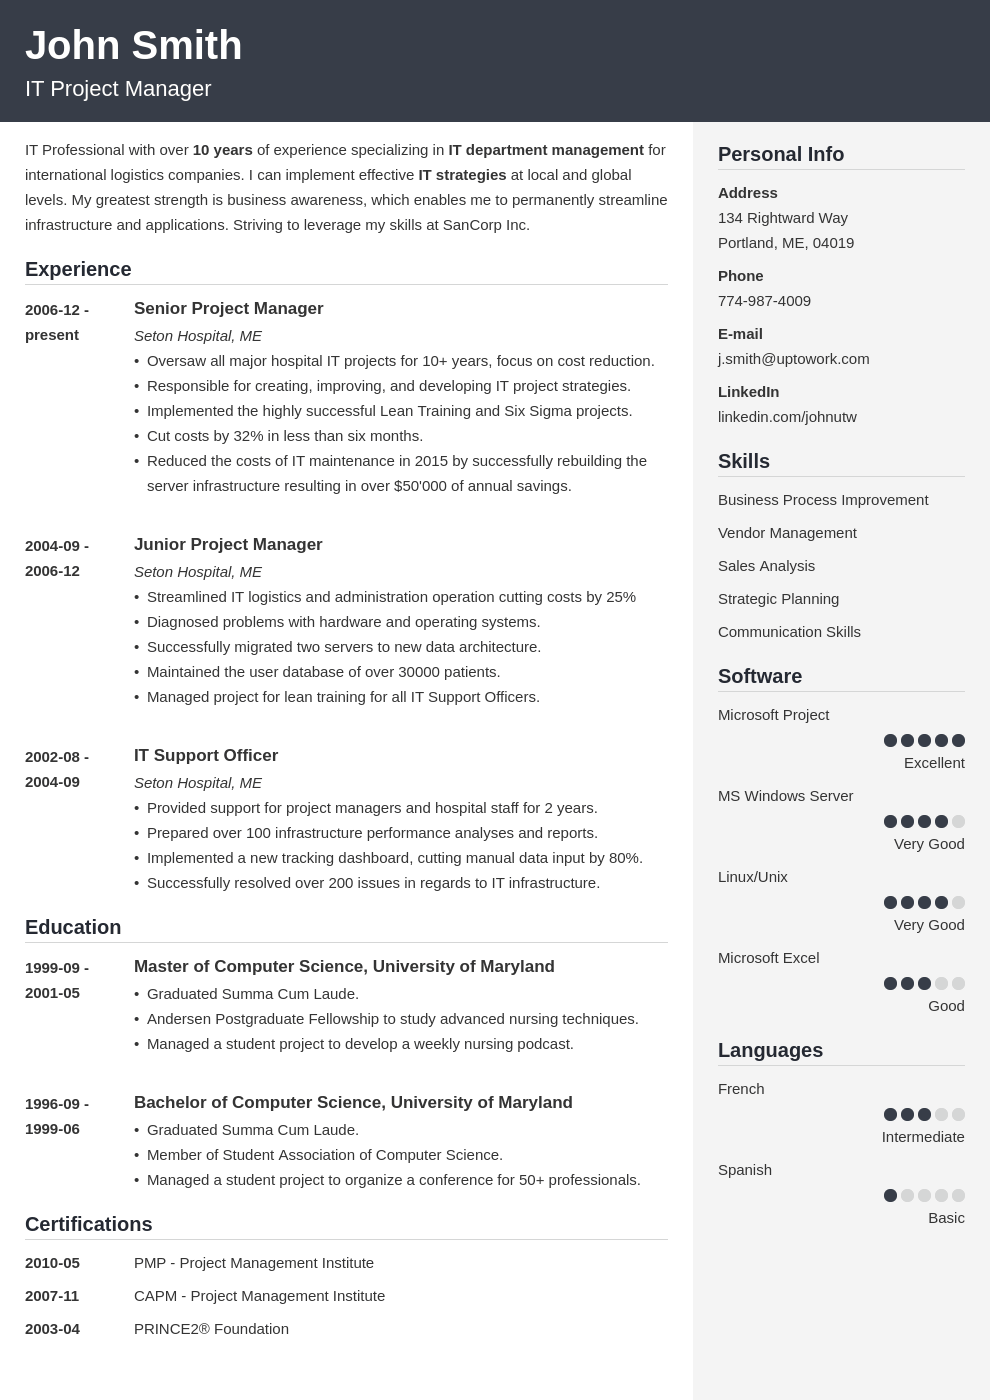 John Smith
IT Project Manager
IT Professional with over 10 years of experience specializing in IT department management for
international logistics companies. I can implement effective IT strategies at local and global
levels. My greatest strength is business awareness, which enables me to permanently streamline
infrastructure and applications. Striving to leverage my skills at SanCorp Inc.
Experience
2006-12 -
present
Senior Project Manager
Seton Hospital, ME
• Oversaw all major hospital IT projects for 10+ years, focus on cost reduction.
• Responsible for creating, improving, and developing IT project strategies.
• Implemented the highly successful Lean Training and Six Sigma projects.
• Cut costs by 32% in less than six months.
• Reduced the costs of IT maintenance in 2015 by successfully rebuilding the
server infrastructure resulting in over $50'000 of annual savings.
2004-09 -
2006-12
Junior Project Manager
Seton Hospital, ME
• Streamlined IT logistics and administration operation cutting costs by 25%
• Diagnosed problems with hardware and operating systems.
• Successfully migrated two servers to new data architecture.
• Maintained the user database of over 30000 patients.
• Managed project for lean training for all IT Support Officers.
2002-08 -
2004-09
IT Support Officer
Seton Hospital, ME
• Provided support for project managers and hospital staff for 2 years.
• Prepared over 100 infrastructure performance analyses and reports.
• Implemented a new tracking dashboard, cutting manual data input by 80%.
• Successfully resolved over 200 issues in regards to IT infrastructure.
Education
1999-09 -
2001-05
Master of Computer Science, University of Maryland
• Graduated Summa Cum Laude.
• Andersen Postgraduate Fellowship to study advanced nursing techniques.
• Managed a student project to develop a weekly nursing podcast.
1996-09 -
1999-06
Bachelor of Computer Science, University of Maryland
• Graduated Summa Cum Laude.
• Member of Student Association of Computer Science.
• Managed a student project to organize a conference for 50+ professionals.
Certifications
2010-05 PMP - Project Management Institute
2007-11 CAPM - Project Management Institute
2003-04 PRINCE2® Foundation
Personal Info
Address
134 Rightward Way
Portland, ME, 04019
Phone
774-987-4009
E-mail
j.smith@uptowork.com
LinkedIn
linkedin.com/johnutw
Skills
Business Process Improvement
Vendor Management
Sales Analysis
Strategic Planning
Communication Skills
Software
Microsoft Project
Excellent
MS Windows Server
Very Good
Linux/Unix
Very Good
Microsoft Excel
Good
Languages
French
Intermediate
Spanish
Basic